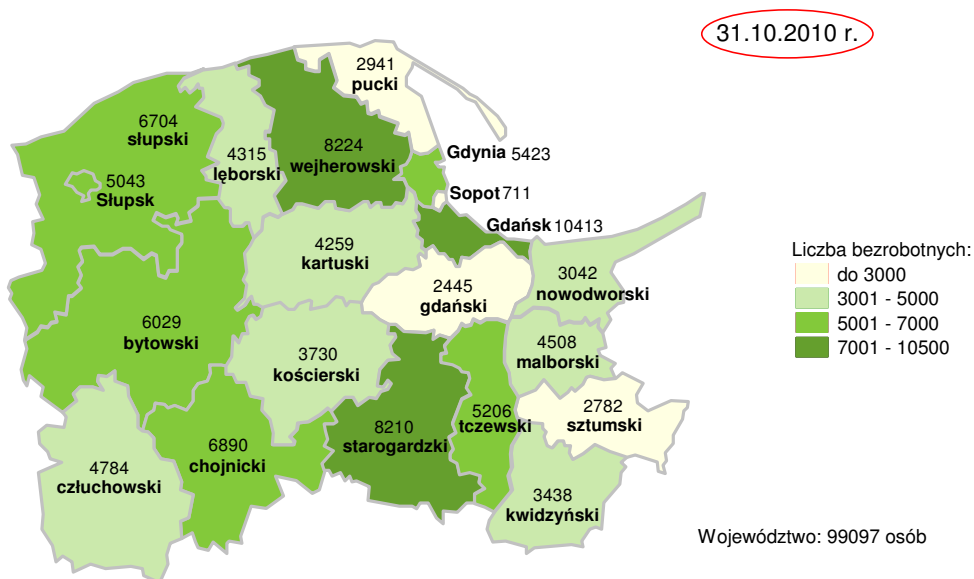 31.10.2010 r.
2941
pucki
6704
słupski
8224
wejherowski
4315
lęborski
Gdynia 5423
5043
Słupsk
Sopot 711
Gdańsk 10413
4259
kartuski
3042
nowodworski
2445
gdański
6029
bytowski
3730
kościerski
4508
malborski
2782
sztumski
5206
tczewski
8210
starogardzki
6890
chojnicki
4784
człuchowski
3438
kwidzyński
Liczba bezrobotnych:
do 3000
3001 - 5000
5001 - 7000
7001 - 10500
Województwo: 99097 osób